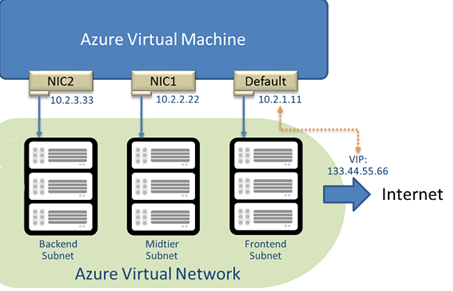 Azure Virtual Machine
NIC2
NIC1
Default
10.2.3.33
10.2.2.22
10.2.1.11
VIP:
133.44.55.66
Internet
Backend
Subnet
Midtier
Subnet
Frontend
Subnet
Azure Virtual Network